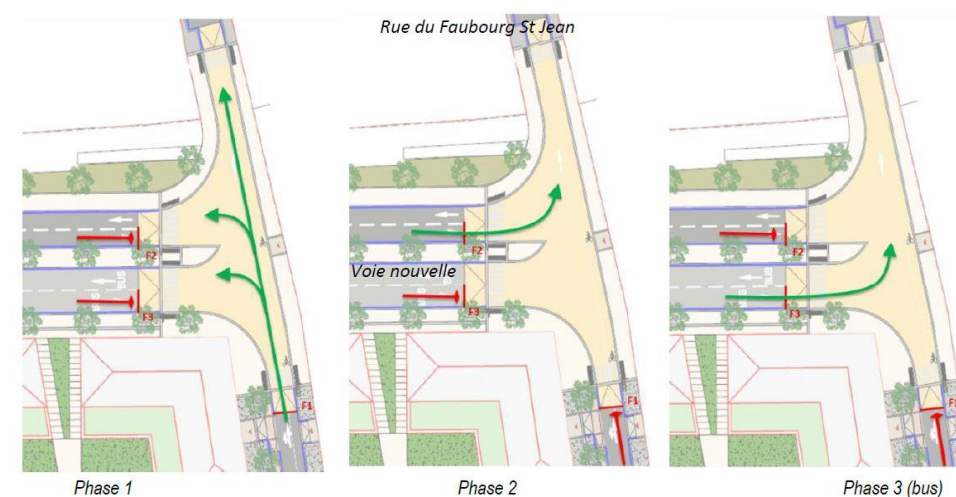 Rue du Faubourg St Jean
F2
F3
F1
F2
Voie nouvelle
F3
F1
F2
BUS
F3
F1
Phase 1
Phase 2
Phase 3 (bus)